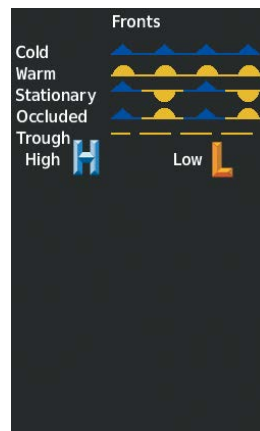 Fronts
Cold
Warm
Stationary
Occluded
Trough
High H Low L